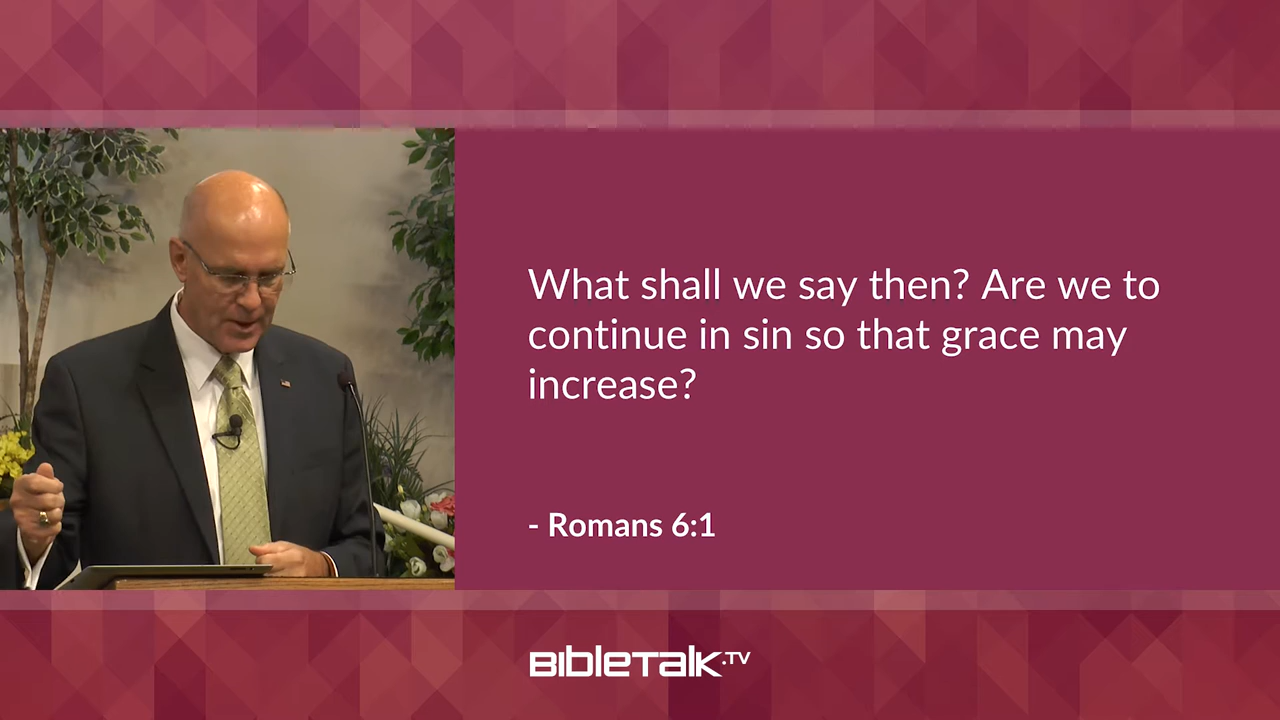 What shall we say then? Are we to
continue in sin so that grace may
increase?
- Romans 6:1
BIBLETALK.TV